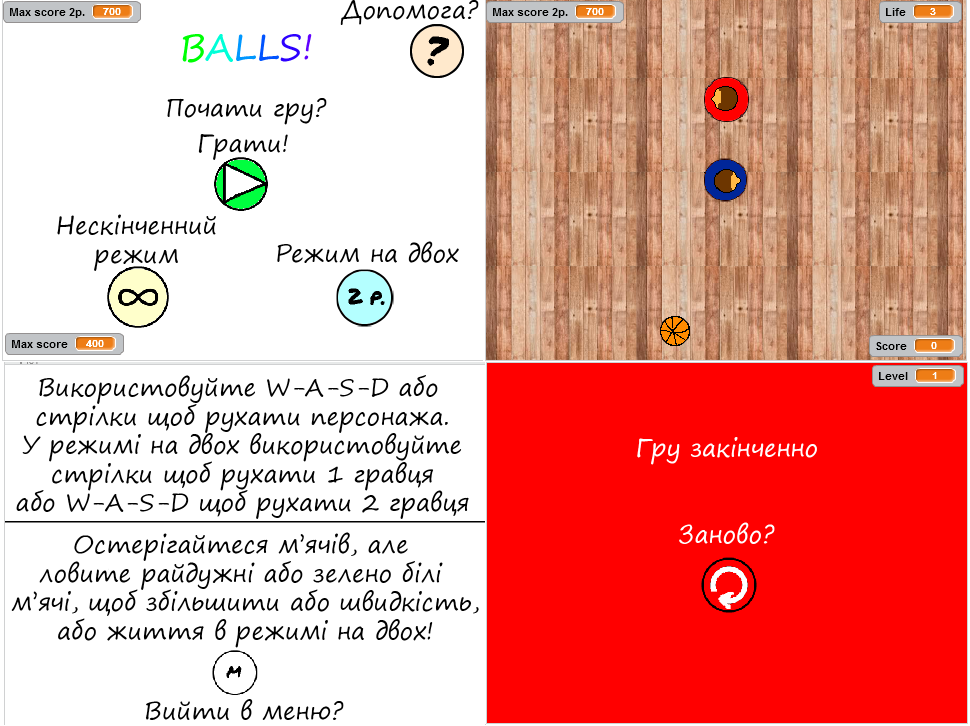 Max score 2p. 700
Допомога?
?
BALLS!
Почати гру?
Грати!
Нескінченний
режим
∞
Режим на двох
2 p.
Max score 400
Max score 2p. 700
Life 3
Score 0
Використовуйте W-A-S-D або
стрілки щоб рухати персонажа.
У режимі на двох використовуйте
стрілки щоб рухати 1 гравця
або W-A-S-D щоб рухати 2 гравця
Остерігайтеся м'ячів, але
ловите райдужні або зелено білі
м'ячі, щоб збільшити або швидкість,
або життя в режимі на двох!
м
Вийти в меню?
Level 1
Гру закінченно
Заново?